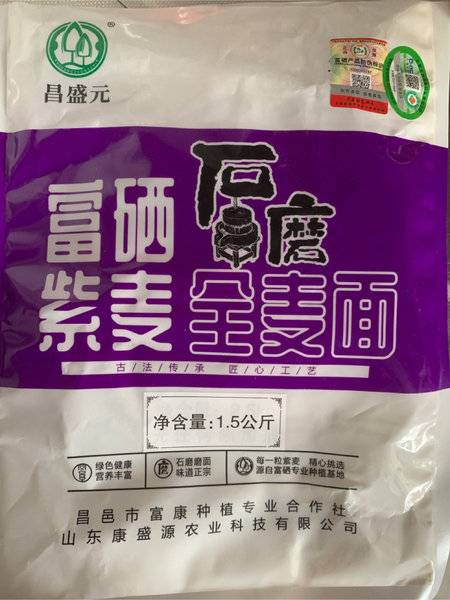 昌盛元
富硒
石磨
紫麦
全麦面
古/法/传/承 匠/心/工/艺
净含量:1.5公斤
绿色健康
营养丰富
石磨磨面
味道正宗
每一粒紫麦 精心挑选
源自富硒专业种植基地
昌邑市富康种植专业合作社
山东康盛源农业科技有限公司